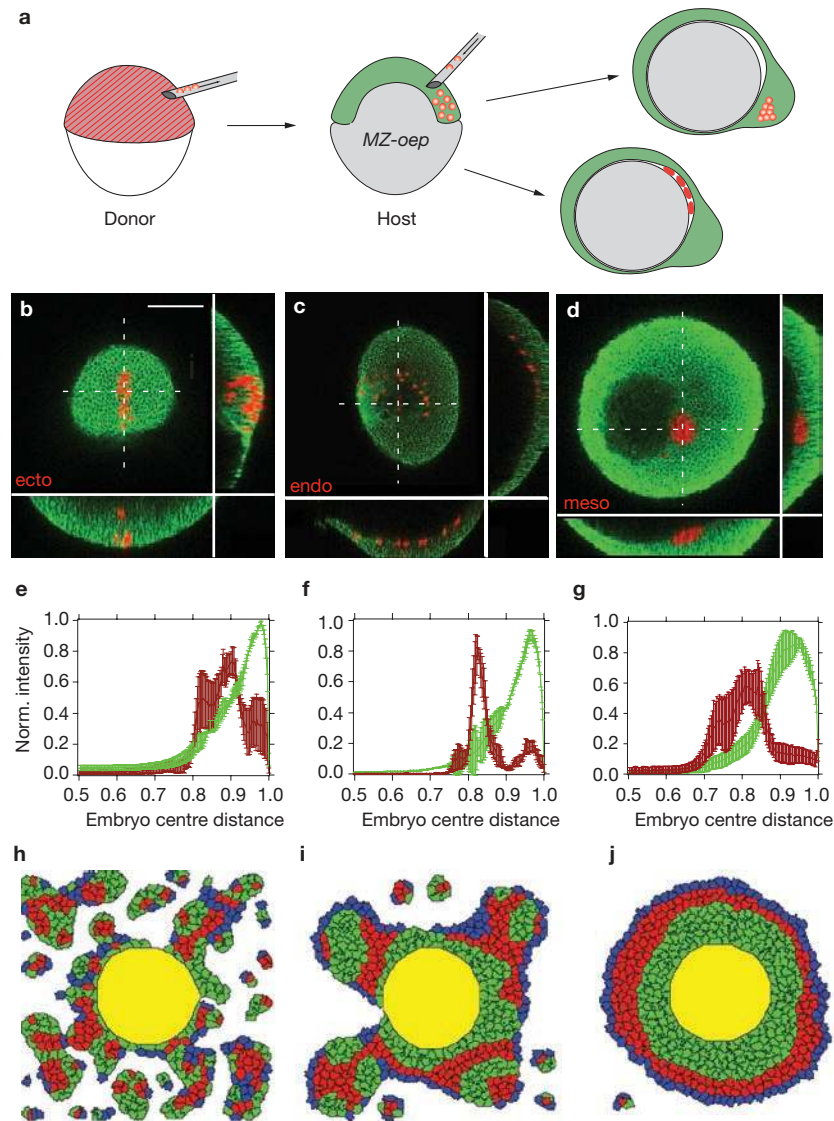 a
MZ-oep
Donor
Host
b
c
d
ecto
endo
meso
e
f
g
Norm. intensity
1.0
0.8
0.6
0.4
0.2
0.0
0.5 0.6 0.7 0.8 0.9 1.0
Embryo centre distance
1.0
0.8
0.6
0.4
0.2
0.0
0.5 0.6 0.7 0.8 0.9 1.0
Embryo centre distance
1.0
0.8
0.6
0.4
0.2
0.0
0.5 0.6 0.7 0.8 0.9 1.0
Embryo centre distance
h
i
j